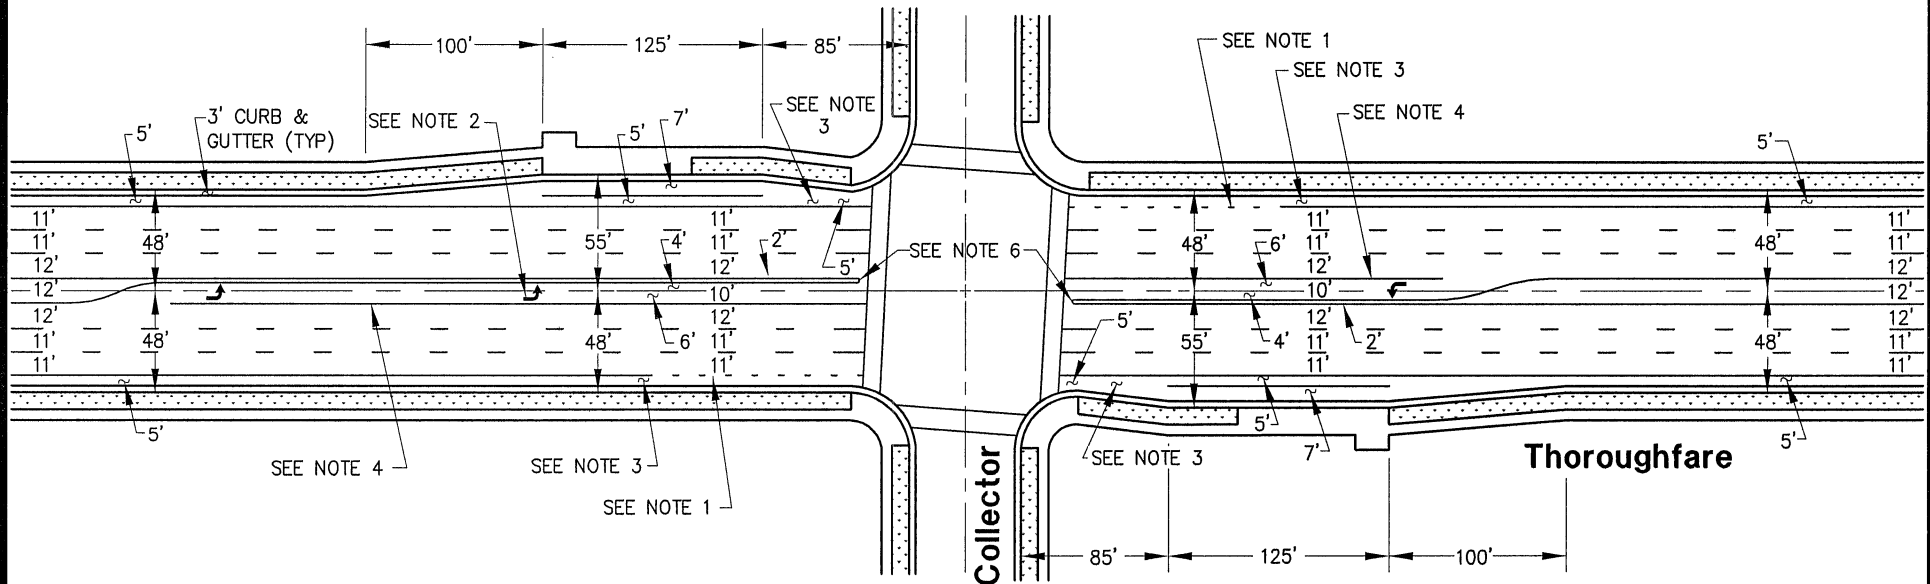 100' 125' 85'
SEE NOTE 1
SEE NOTE 3
SEE NOTE 4
3' CURB &
GUTTER (TYP)
SEE NOTE 2
SEE NOTE
3
5'
5'
7'
5'
11' 11' 11' 11'
11' 48' 55' 4' 11' 2' SEE NOTE 6 48' 6' 11' 48' 11'
12' 12' 5' 12' 12'
12' 10' 10' 12'
12' 12' 12' 12'
11' 48' 48' 6' 11' 5' 55' 4' 11' 2' 48' 11'
11' 11' 11' 11'
5'
5'
7'
5'
SEE NOTE 4
SEE NOTE 3
SEE NOTE 1
SEE NOTE 3
Thoroughfare
Collector
85' 125' 100'